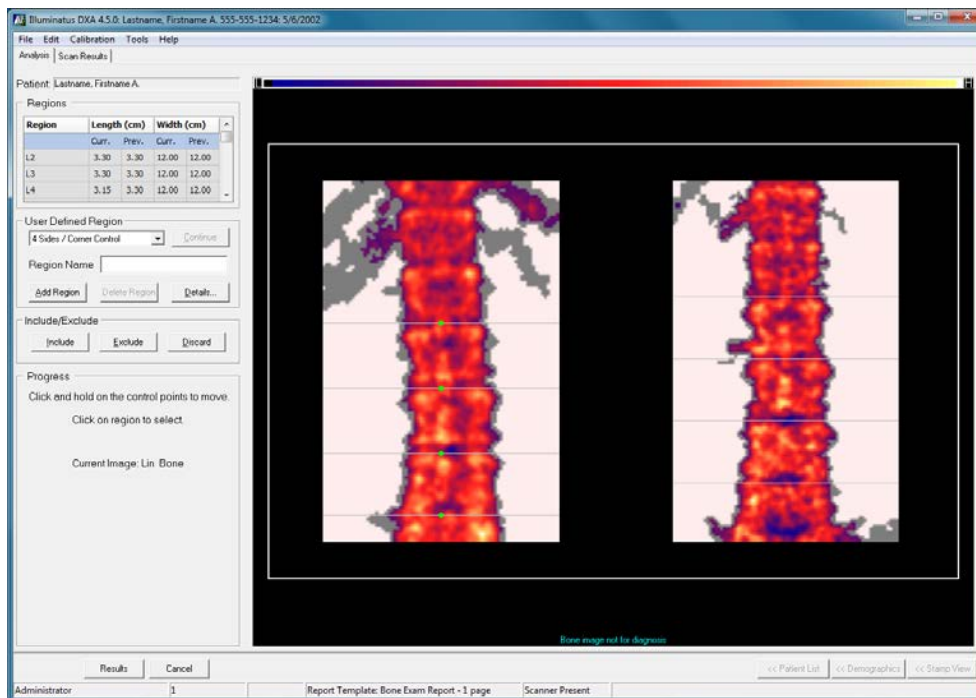 Illuminatus DXA 4.5.0: Lastname, Firstname A. 555-555-1234: 5/6/2002
File Edit Calibration Tools Help
Analysis Scan Results
Patient: Lastname, Firstname A.
L H
Regions
Region Length (cm) Width (cm)
Curr. Prev. Curr. Prev.
L2 3.30 3.30 12.00 12.00
L3 3.30 3.30 12.00 12.00
L4 3.15 3.30 12.00 12.00
User Defined Region
4 Sides / Corner Control Continue
Region Name
Add Region Delete Region Details...
Include/Exclude
Include Exclude Discard
Progress
Click and hold on the control points to move.
Click on region to select.
Current Image: Lin Bone
Bone image not for diagnosis
Results Cancel << Patient List << Demographics << Stamp View
Administrator 1 Report Template: Bone Exam Report - 1 page Scanner Present